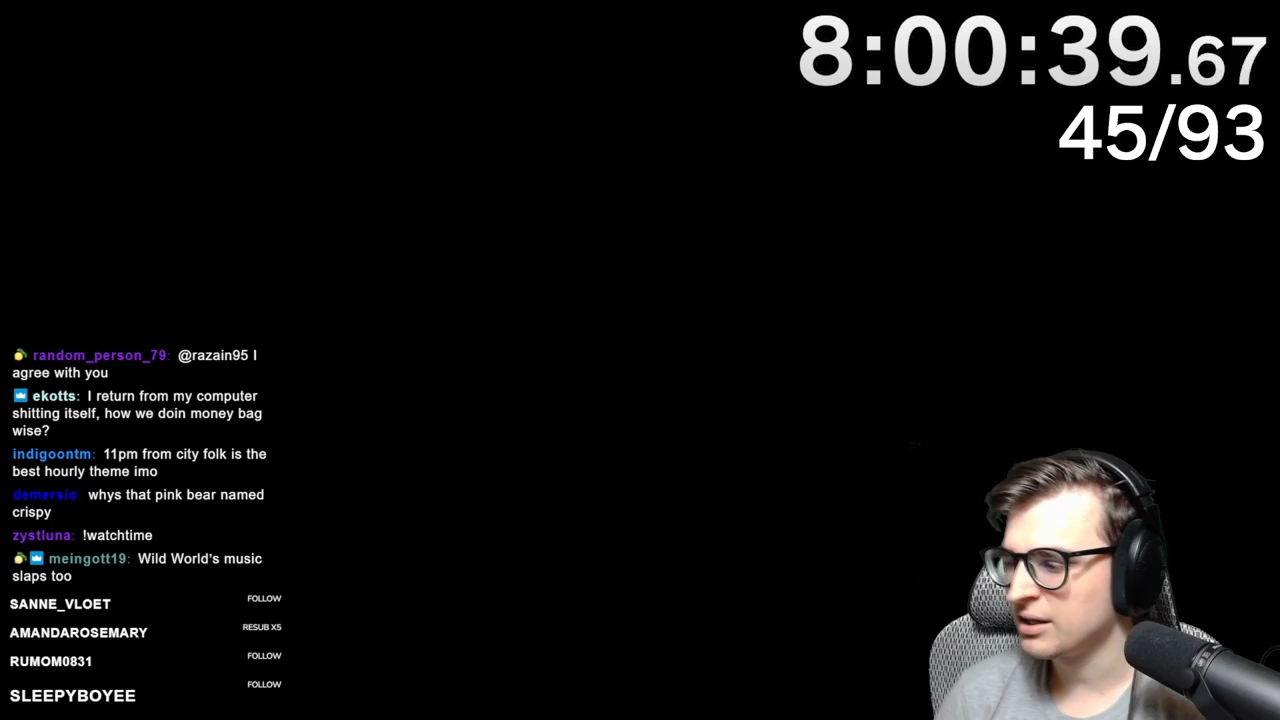 8:00:39.67
45/93
random_person_79: @razain95 I
agree with you
ekotts: I return from my computer
shitting itself, how we doin money bag
wise?
indigoontm: 11pm from city folk is the
best hourly theme imo
demersio: whys that pink bear named
crispy
zystluna: !watchtime
meingott19: Wild World's music
slaps too
SANNE_VLOET FOLLOW
AMANDAROSEMARY RESUB X5
RUMOM0831 FOLLOW
SLEEPYBOYEE FOLLOW